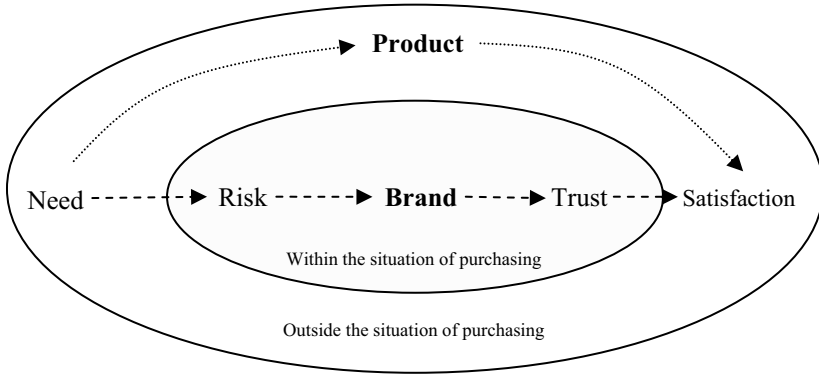 Product
Need Risk Brand Trust Satisfaction
Within the situation of purchasing
Outside the situation of purchasing